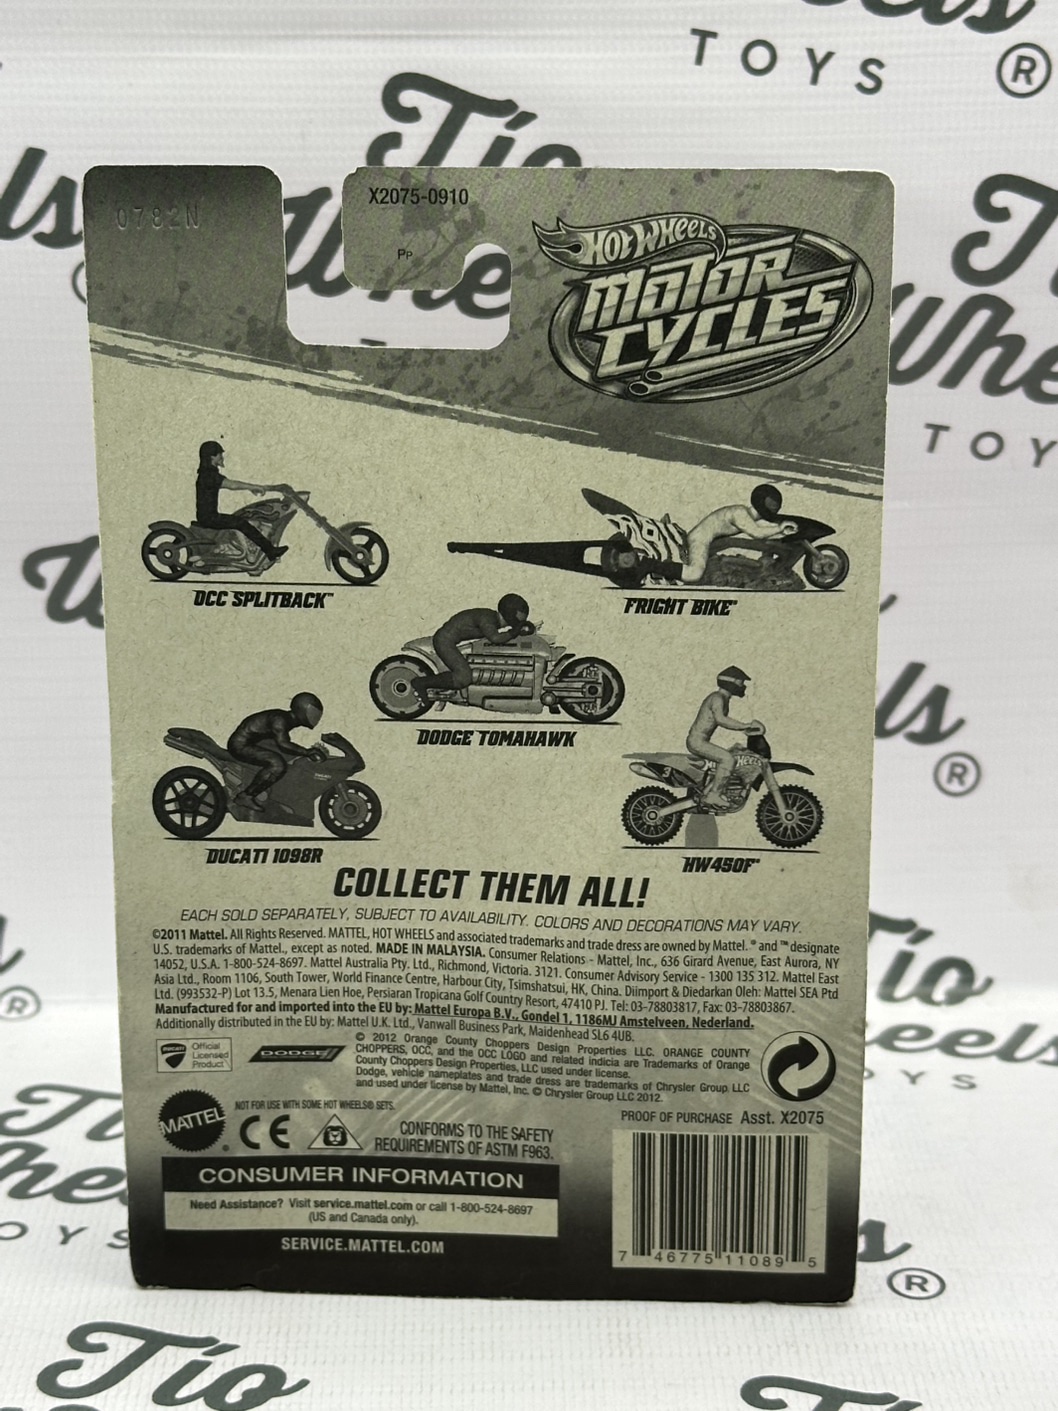 TOYS ®
Tio
0782N
X2075-0910
PP
HOT WHEELS
MOTOR
CYCLES
OCC SPLITBACK™
FRIGHT BIKE™
DODGE TOMAHAWK
DUCATI 1098R
HW450F™
COLLECT THEM ALL!
EACH SOLD SEPARATELY, SUBJECT TO AVAILABILITY. COLORS AND DECORATIONS MAY VARY.
©2011 Mattel. All Rights Reserved. MATTEL, HOT WHEELS and associated trademarks and trade dress are owned by Mattel. ® and ™ designate
U.S. trademarks of Mattel., except as noted. MADE IN MALAYSIA. Consumer Relations - Mattel, Inc., 636 Girard Avenue, East Aurora, NY
14052, U.S.A. 1-800-524-8697. Mattel Australia Pty. Ltd., Richmond, Victoria. 3121. Consumer Advisory Service - 1300 135 312. Mattel East
Asia Ltd., Room 1106, South Tower, World Finance Centre, Harbour City, Tsimshatsui, HK, China. Diimport & Diedarkan Oleh: Mattel SEA Ptd
Ltd. (993532-P) Lot 13.5, Menara Lien Hoe, Persiaran Tropicana Golf Country Resort, 47410 PJ. Tel: 03-78803817, Fax: 03-78803867.
Manufactured for and imported into the EU by: Mattel Europa B.V., Gondel 1, 1186MJ Amstelveen, Nederland.
Additionally distributed in the EU by: Mattel U.K. Ltd., Vanwall Business Park, Maidenhead SL6 4UB.
DUCATI Official
Licensed
Product
DODGE
© 2012 Orange County Choppers Design Properties LLC. ORANGE COUNTY
CHOPPERS, OCC, and the OCC LOGO and related indicia are Trademarks of Orange
County Choppers Design Properties, LLC used under license.
Dodge, vehicle nameplates and trade dress are trademarks of Chrysler Group LLC
and used under license by Mattel, Inc. © Chrysler Group LLC 2012.
MATTEL
NOT FOR USE WITH SOME HOT WHEELS® SETS.
CE
CONFORMS TO THE SAFETY
REQUIREMENTS OF ASTM F963.
PROOF OF PURCHASE Asst. X2075
CONSUMER INFORMATION
Need Assistance? Visit service.mattel.com or call 1-800-524-8697
(US and Canada only).
SERVICE.MATTEL.COM
7 46775 11089 5
Tio